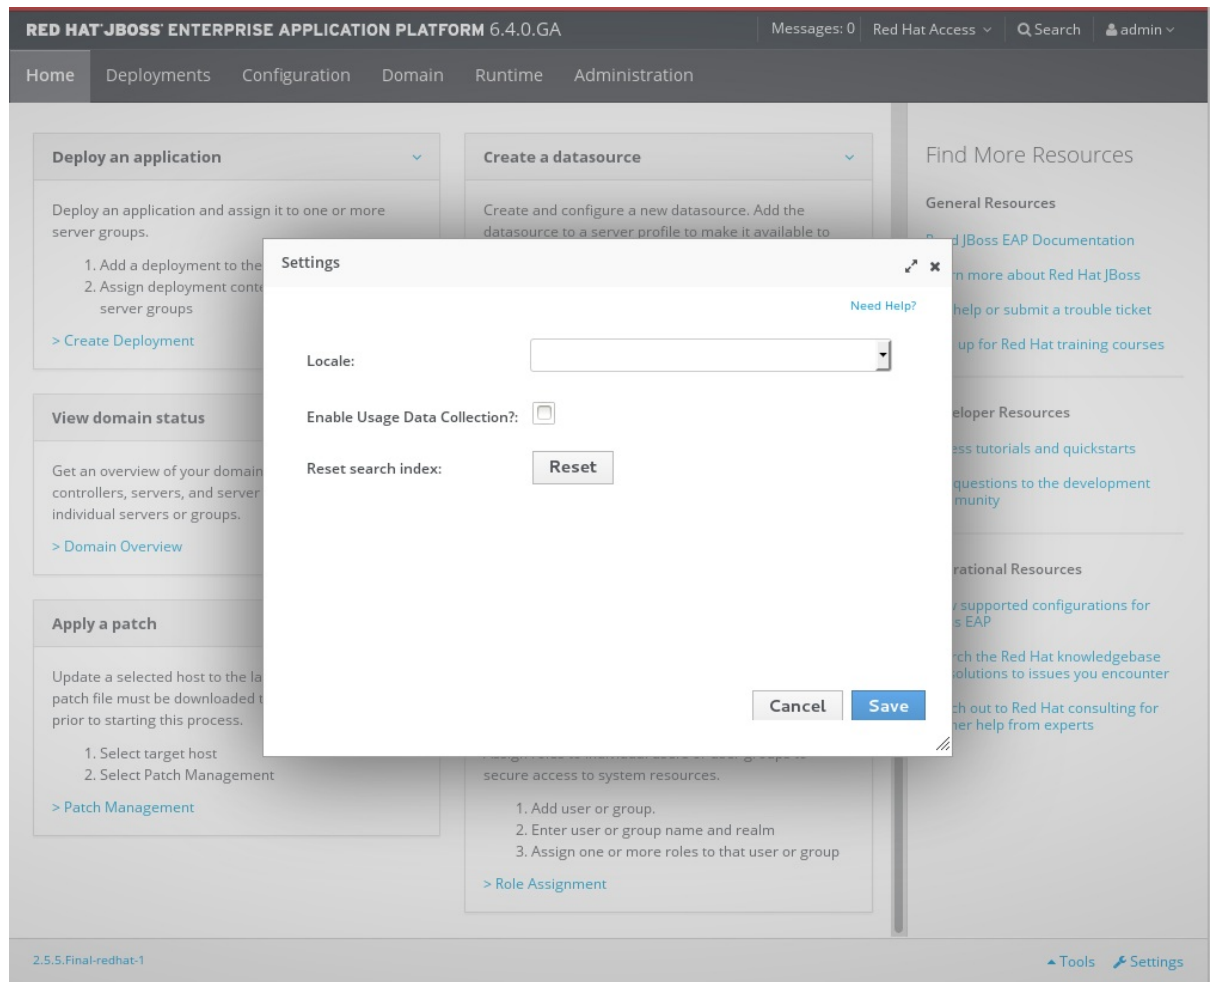 RED HAT JBOSS ENTERPRISE APPLICATION PLATFORM 6.4.0.GA
Messages: 0
Red Hat Access
Search
admin
Home
Deployments
Configuration
Domain
Runtime
Administration
Deploy an application
Deploy an application and assign it to one or more
server groups.
1. Add a deployment to the
2. Assign deployment
server groups
> Create Deployment
Create a datasource
Create and configure a new datasource. Add the
datasource to a server profile to make it available to
View domain status
Get an overview of your domain
controllers, servers, and server
individual servers or groups.
> Domain Overview
Apply a patch
Update a selected host to the
patch file must be downloaded
prior to starting this process.
1. Select target host
2. Select Patch Management
> Patch Management
Settings
Need Help?
Locale:
Enable Usage Data Collection?:
Reset search index:
Reset
Cancel
Save
secure access to system resources.
1. Add user or group.
2. Enter user or group name and realm
3. Assign one or more roles to that user or group
> Role Assignment
Find More Resources
General Resources
JBoss EAP Documentation
more about Red Hat JBoss
help or submit a trouble ticket
up for Red Hat training courses
Resources
tutorials and quickstarts
questions to the development
Resources
supported configurations for
EAP
the Red Hat knowledgebase
solutions to issues you encounter
out to Red Hat consulting for
help from experts
2.5.5.Final-redhat-1
Tools
Settings